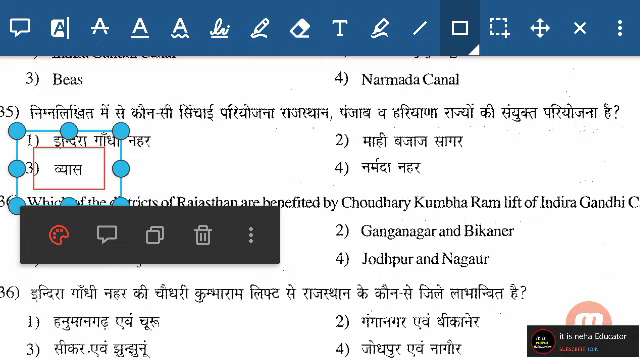 3) Beas 4) Narmada Canal
35) निम्नलिखित में से कौन-सी सिंचाई परियोजना राजस्थान, पंजाब व हरियाणा राज्यों की संयुक्त परियोजना है?
1) इन्दिरा गाँधी नहर 2) माही बजाज सागर
3) व्यास 4) नर्मदा नहर
36) Which of the districts of Rajasthan are benefited by Choudhary Kumbha Ram lift of Indira Gandhi C
2) Ganganagar and Bikaner
4) Jodhpur and Nagaur
36) इन्दिरा गाँधी नहर की चौधरी कुम्भाराम लिफ्ट से राजस्थान के कौन-से जिले लाभान्वित है?
1) हनुमानगढ़ एवं चूरू 2) गंगानगर एवं बीकानेर
3) सीकर एवं झुन्झुनूं 4) जोधपुर एवं नागौर
it is neha Educator
SUBSCRIBE JOIN